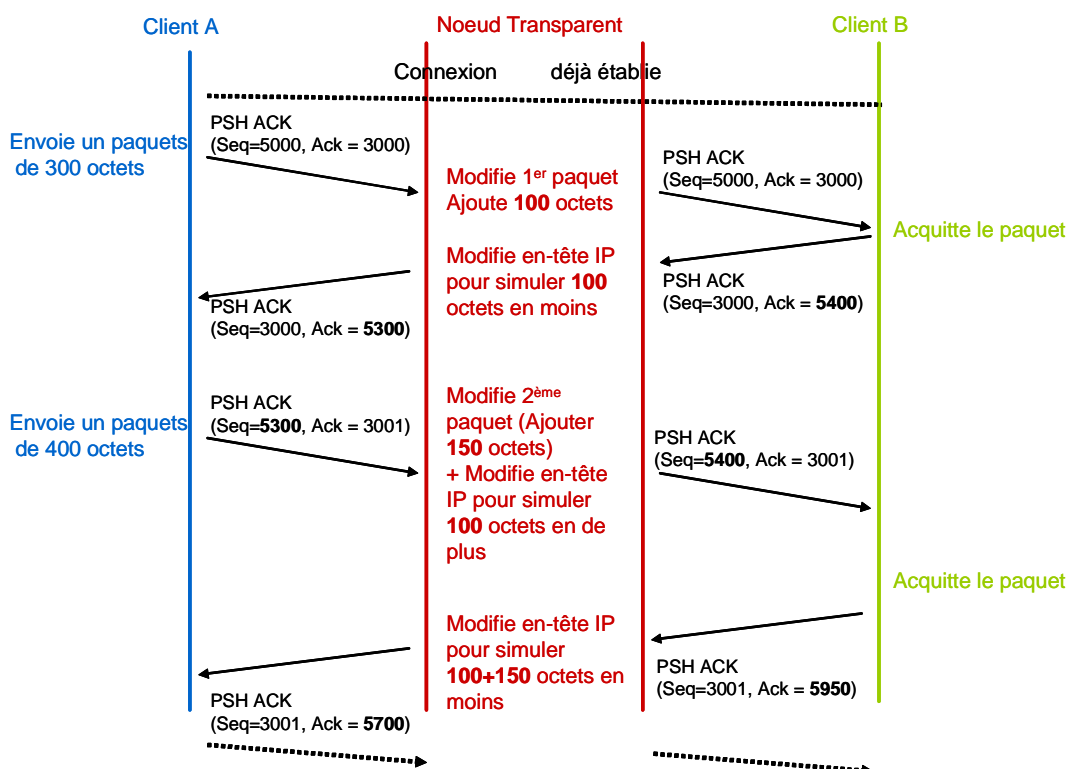 Client A
Noeud Transparent
Client B
Connexion déjà établie
Envoie un paquets
de 300 octets
PSH ACK
(Seq=5000, Ack = 3000)
Modifie 1er paquet
Ajoute 100 octets
PSH ACK
(Seq=5000, Ack = 3000)
Acquitte le paquet
Modifie en-tête IP
pour simuler 100
octets en moins
PSH ACK
(Seq=3000, Ack = 5400)
PSH ACK
(Seq=3000, Ack = 5300)
Envoie un paquets
de 400 octets
PSH ACK
(Seq=5300, Ack = 3001)
Modifie 2ème
paquet (Ajouter
150 octets)
+ Modifie en-tête
IP pour simuler
100 octets en de
plus
PSH ACK
(Seq=5400, Ack = 3001)
Acquitte le paquet
Modifie en-tête IP
pour simuler
100+150 octets en
moins
PSH ACK
(Seq=3001, Ack = 5950)
PSH ACK
(Seq=3001, Ack = 5700)